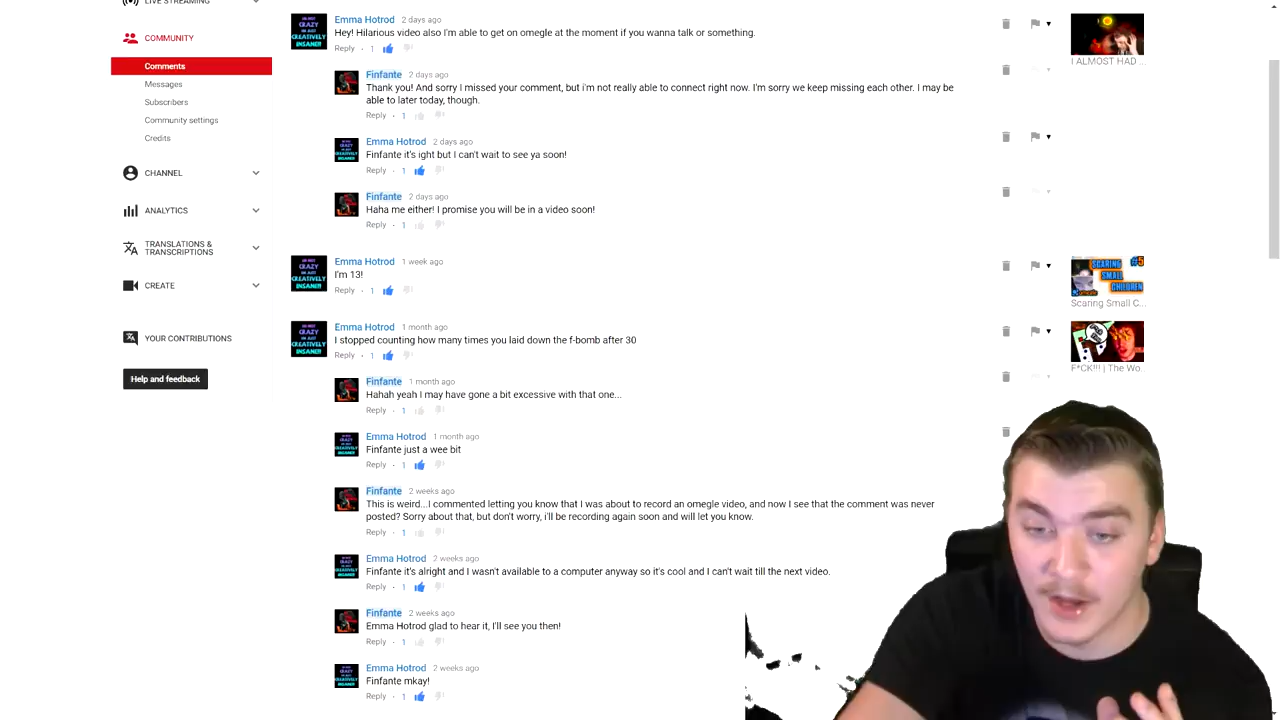 LIVE STREAMING
COMMUNITY
Comments
Messages
Subscribers
Community settings
Credits
CHANNEL
ANALYTICS
TRANSLATIONS &
TRANSCRIPTIONS
CREATE
YOUR CONTRIBUTIONS
Help and feedback
Emma Hotrod 2 days ago
Hey! Hilarious video also I'm able to get on omegle at the moment if you wanna talk or something.
Reply · 1
I ALMOST HAD ...
Finfante 2 days ago
Thank you! And sorry I missed your comment, but i'm not really able to connect right now. I'm sorry we keep missing each other. I may be
able to later today, though.
Reply · 1
Emma Hotrod 2 days ago
Finfante it's ight but I can't wait to see ya soon!
Reply · 1
Finfante 2 days ago
Haha me either! I promise you will be in a video soon!
Reply · 1
Emma Hotrod 1 week ago
I'm 13!
Reply · 1
SCARING #5
SMALL
CHILDREN
Scaring Small C...
Emma Hotrod 1 month ago
I stopped counting how many times you laid down the f-bomb after 30
Reply · 1
F*CK!!! | The Wo...
Finfante 1 month ago
Hahah yeah I may have gone a bit excessive with that one...
Reply · 1
Emma Hotrod 1 month ago
Finfante just a wee bit
Reply · 1
Finfante 2 weeks ago
This is weird...I commented letting you know that I was about to record an omegle video, and now I see that the comment was never
posted? Sorry about that, but don't worry, i'll be recording again soon and will let you know.
Reply · 1
Emma Hotrod 2 weeks ago
Finfante it's alright and I wasn't available to a computer anyway so it's cool and I can't wait till the next video.
Reply · 1
Finfante 2 weeks ago
Emma Hotrod glad to hear it, I'll see you then!
Reply · 1
Emma Hotrod 2 weeks ago
Finfante mkay!
Reply · 1